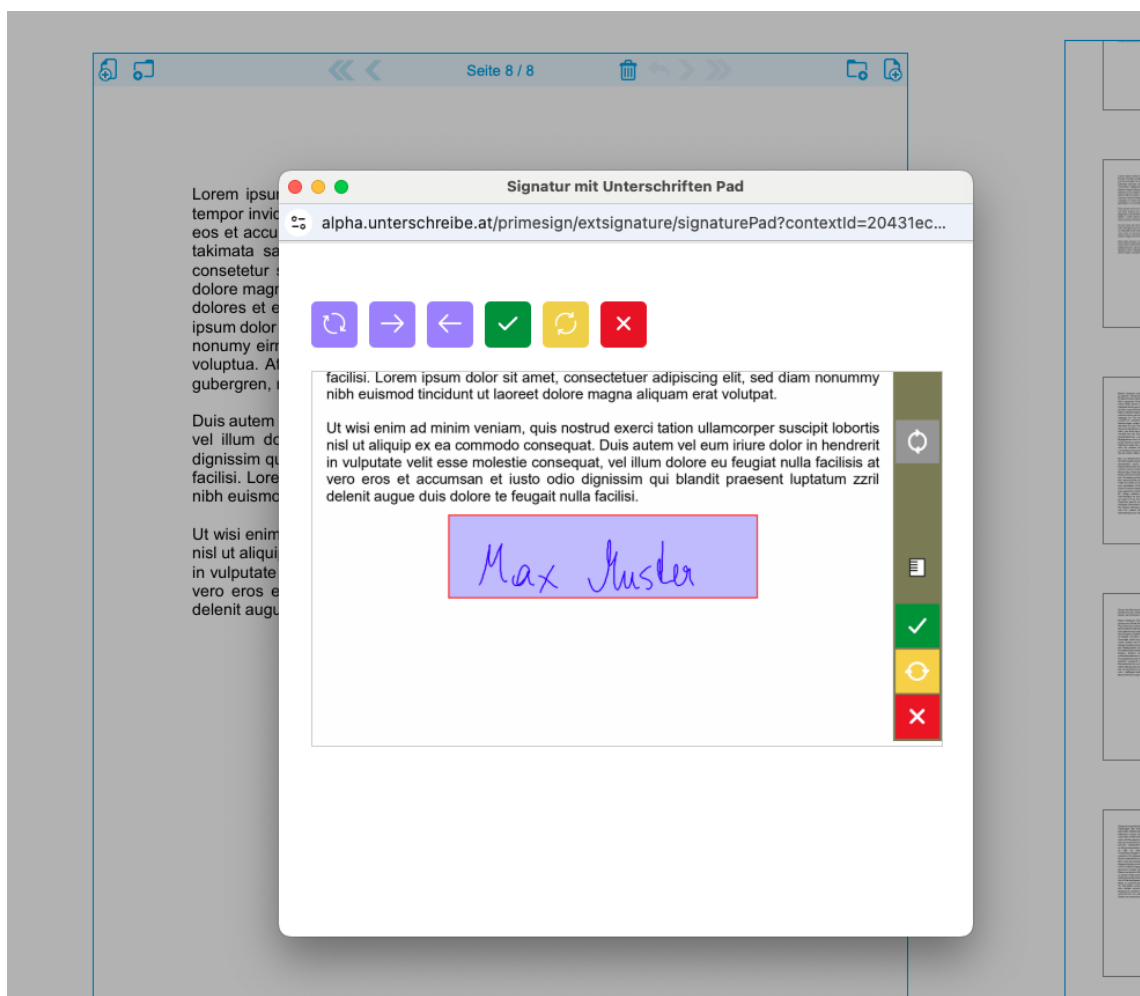 Seite 8 / 8
Signatur mit Unterschriften Pad
alpha.unterschreibe.at/primesign/extsignature/signaturePad?contextId=20431ec...
Lorem ipsu
tempor invid
eos et accu
takimata sa
consetetur
dolore magn
dolores et e
ipsum dolor
nonumy eirm
voluptua. At
gubergren,
Duis autem
vel illum do
dignissim qu
facilisi. Lore
nibh euismo
Ut wisi enim
nisl ut aliqui
in vulputate
vero eros e
delenit augu
facilisi. Lorem ipsum dolor sit amet, consectetuer adipiscing elit, sed diam nonummy
nibh euismod tincidunt ut laoreet dolore magna aliquam erat volutpat.
Ut wisi enim ad minim veniam, quis nostrud exerci tation ullamcorper suscipit lobortis
nisl ut aliquip ex ea commodo consequat. Duis autem vel eum iriure dolor in hendrerit
in vulputate velit esse molestie consequat, vel illum dolore eu feugiat nulla facilisis at
vero eros et accumsan et iusto odio dignissim qui blandit praesent luptatum zzril
delenit augue duis dolore te feugait nulla facilisi.
Max Muster